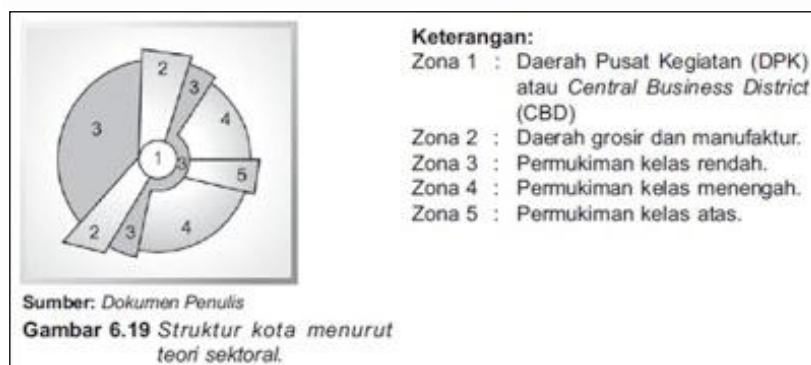 2
3
3
4
1
3
5
2
3
4
Sumber: Dokumen Penulis
Gambar 6.19 Struktur kota menurut
teori sektoral.
Keterangan:
Zona 1 : Daerah Pusat Kegiatan (DPK)
atau Central Business District
(CBD)
Zona 2 : Daerah grosir dan manufaktur.
Zona 3 : Permukiman kelas rendah.
Zona 4 : Permukiman kelas menengah.
Zona 5 : Permukiman kelas atas.